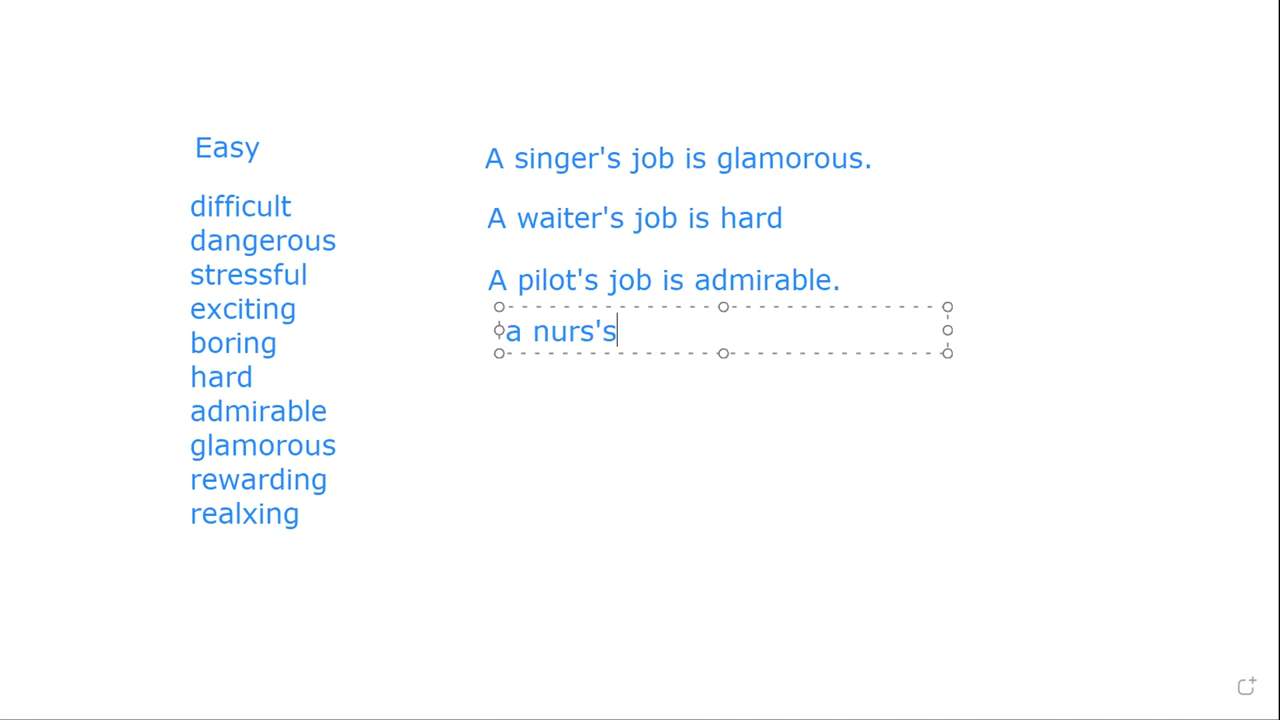 Easy
difficult
dangerous
stressful
exciting
boring
hard
admirable
glamorous
rewarding
realxing
A singer's job is glamorous.
A waiter's job is hard
A pilot's job is admirable.
a nurs's